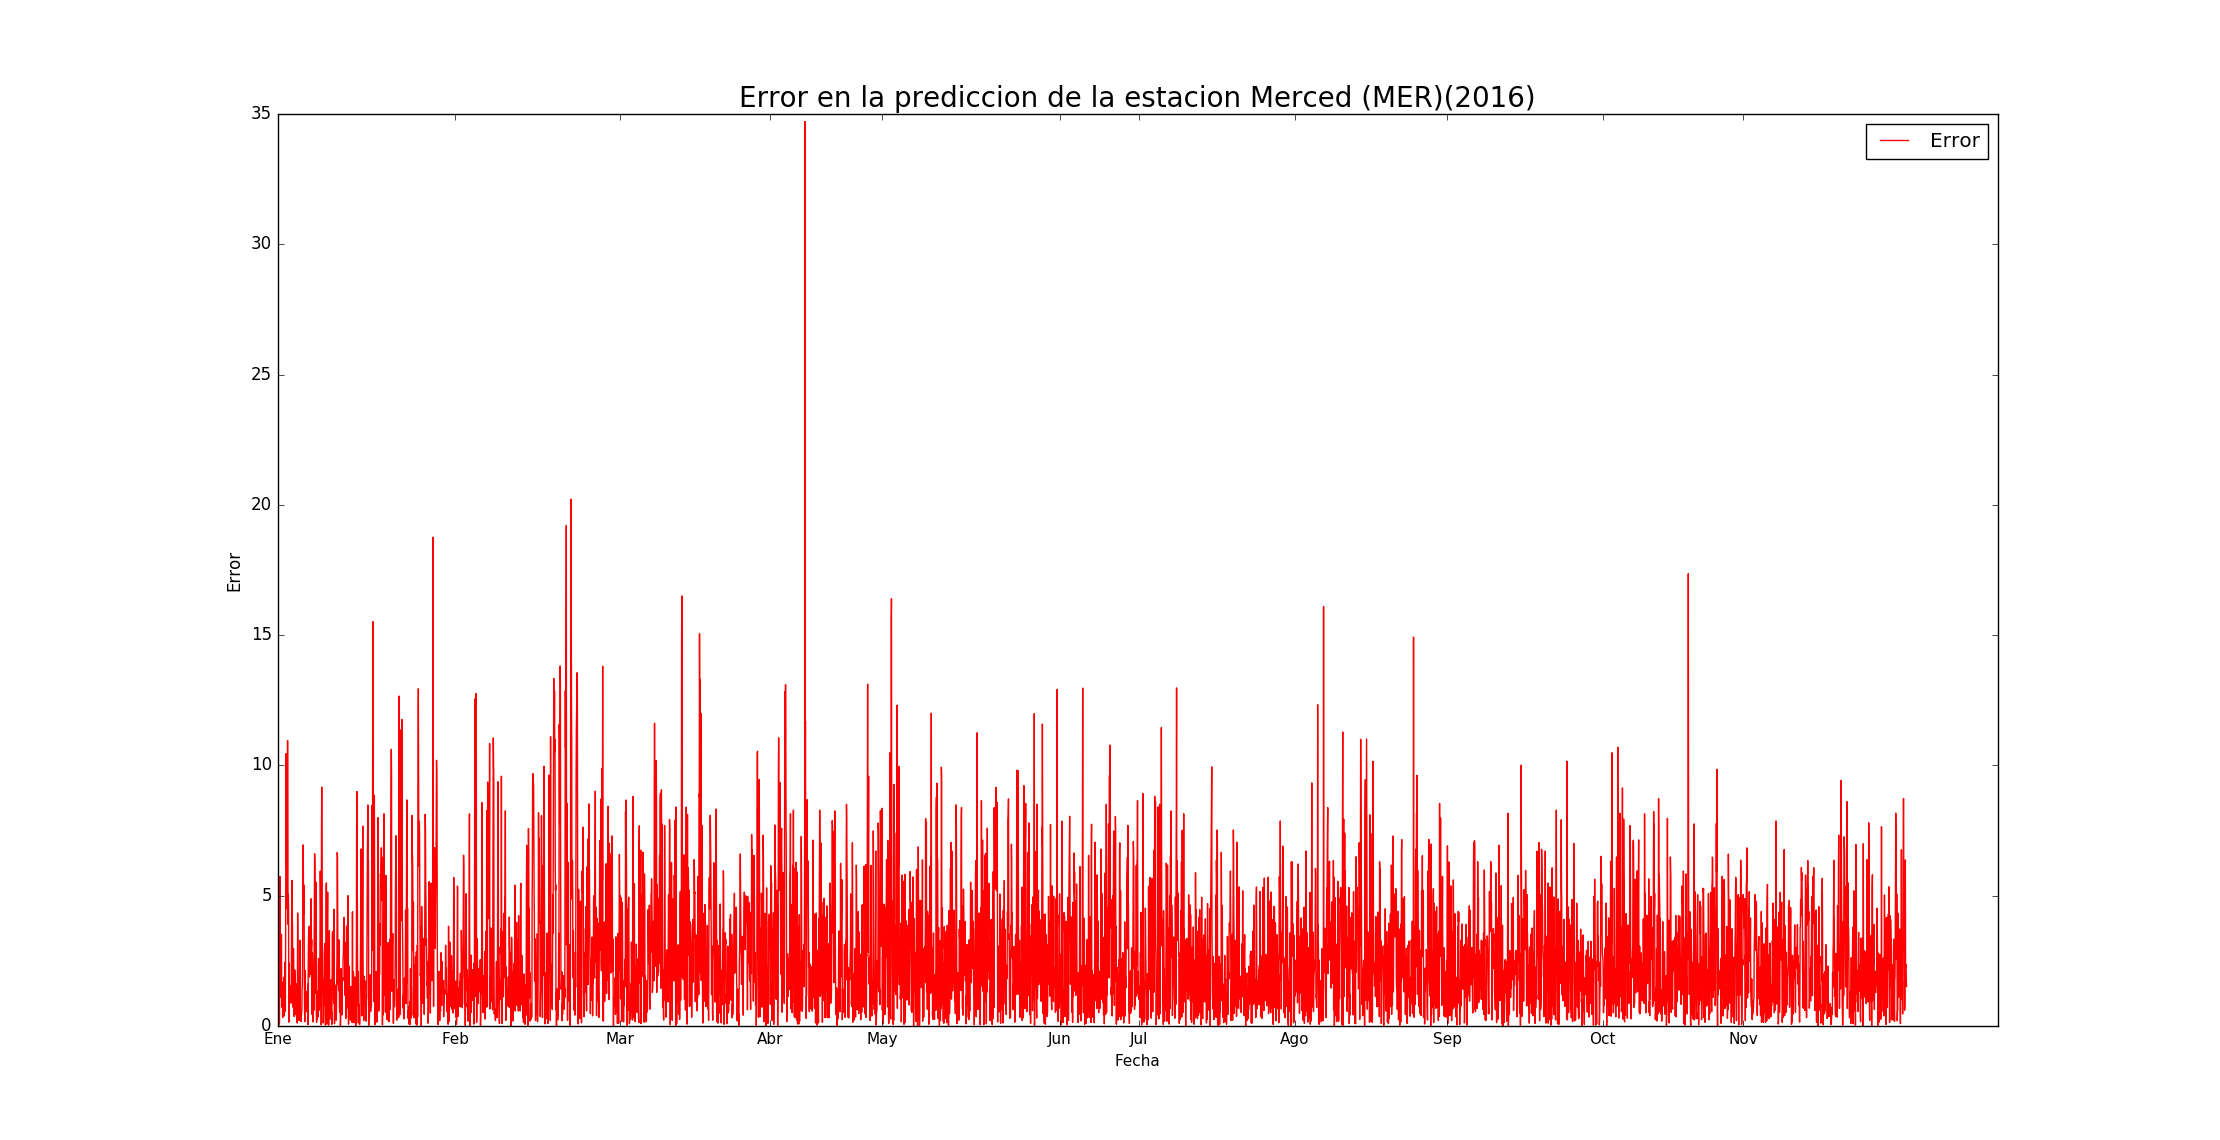 Error en la prediccion de la estacion Merced (MER)(2016)
Error
35
30
25
20
15
10
5
0
Error
Ene Feb Mar Abr May Jun Jul Ago Sep Oct Nov
Fecha